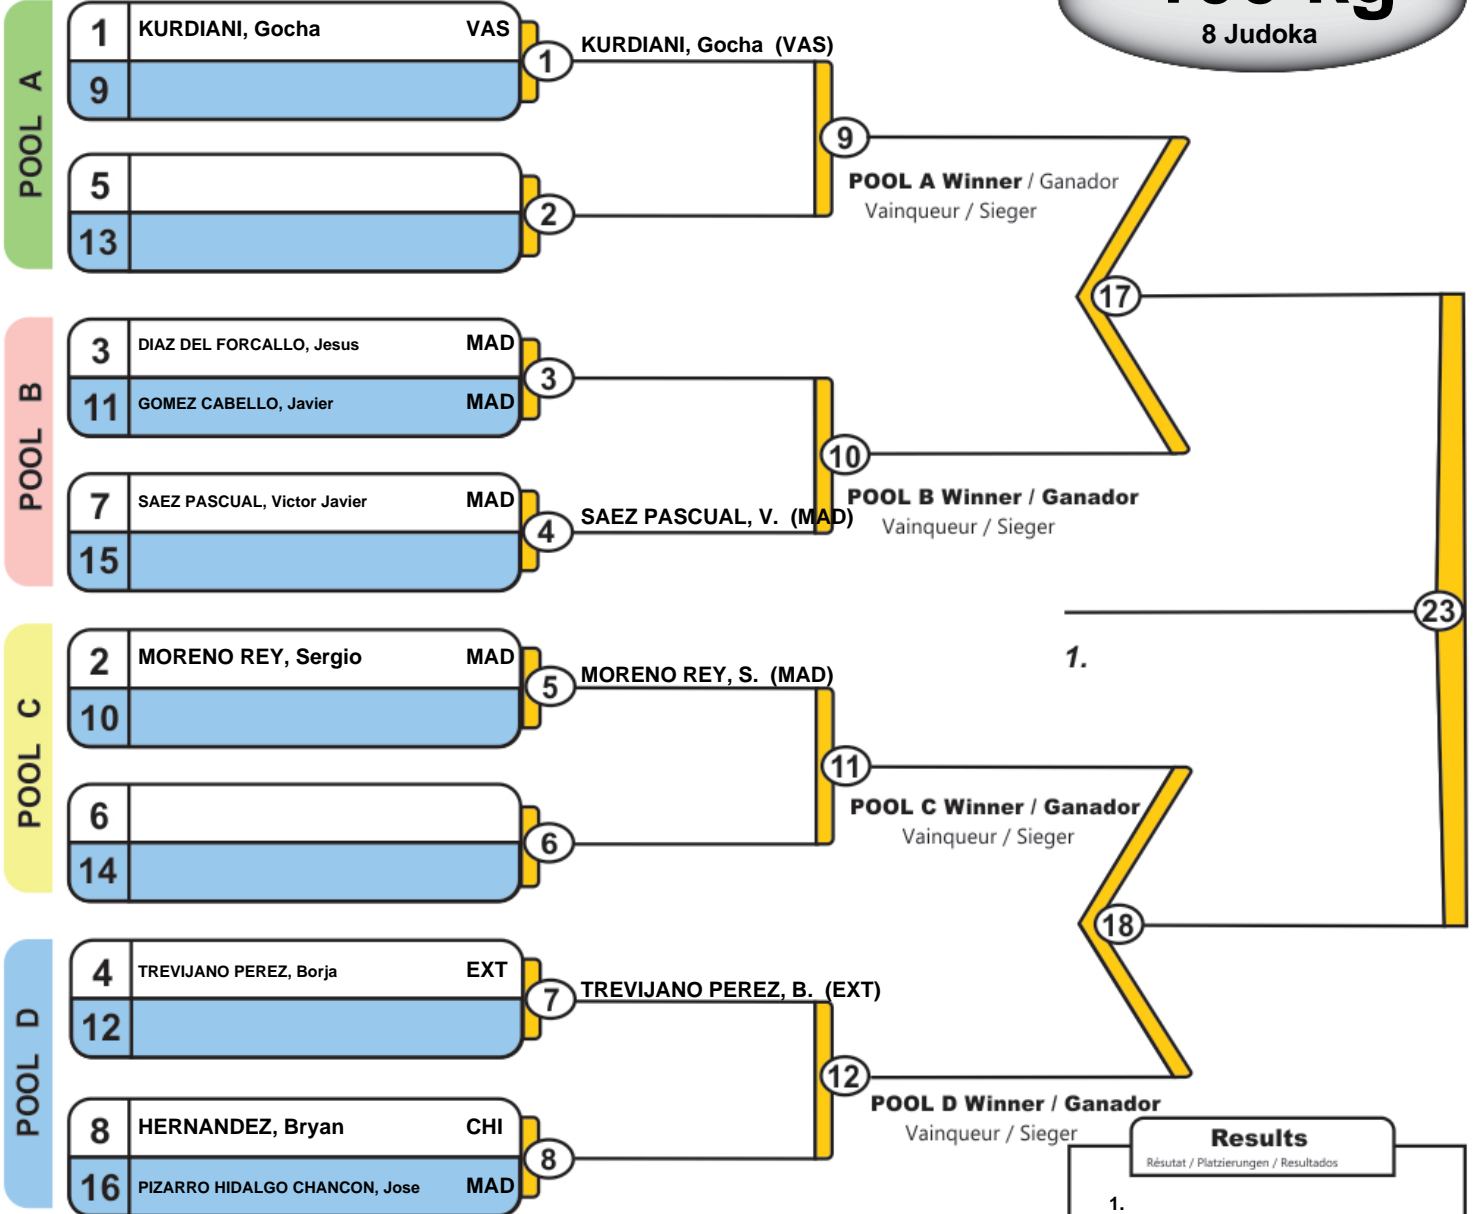 8 Judoka
POOL A
1 KURDIANI, Gocha VAS
9
1
KURDIANI, Gocha (VAS)
5
13
2
9
POOL A Winner / Ganador
Vainqueur / Sieger
POOL B
3 DIAZ DEL FORCALLO, Jesus MAD
11 GOMEZ CABELLO, Javier MAD
3
7 SAEZ PASCUAL, Victor Javier MAD
15
4
SAEZ PASCUAL, V. (MAD)
10
POOL B Winner / Ganador
Vainqueur / Sieger
17
POOL C
2 MORENO REY, Sergio MAD
10
5
MORENO REY, S. (MAD)
6
14
6
11
POOL C Winner / Ganador
Vainqueur / Sieger
POOL D
4 TREVIJANO PEREZ, Borja EXT
12
7
TREVIJANO PEREZ, B. (EXT)
8 HERNANDEZ, Bryan CHI
16 PIZARRO HIDALGO CHANCON, Jose MAD
8
12
POOL D Winner / Ganador
Vainqueur / Sieger
18
23
1.
Results
Résutat / Platzierungen / Resultados
1.